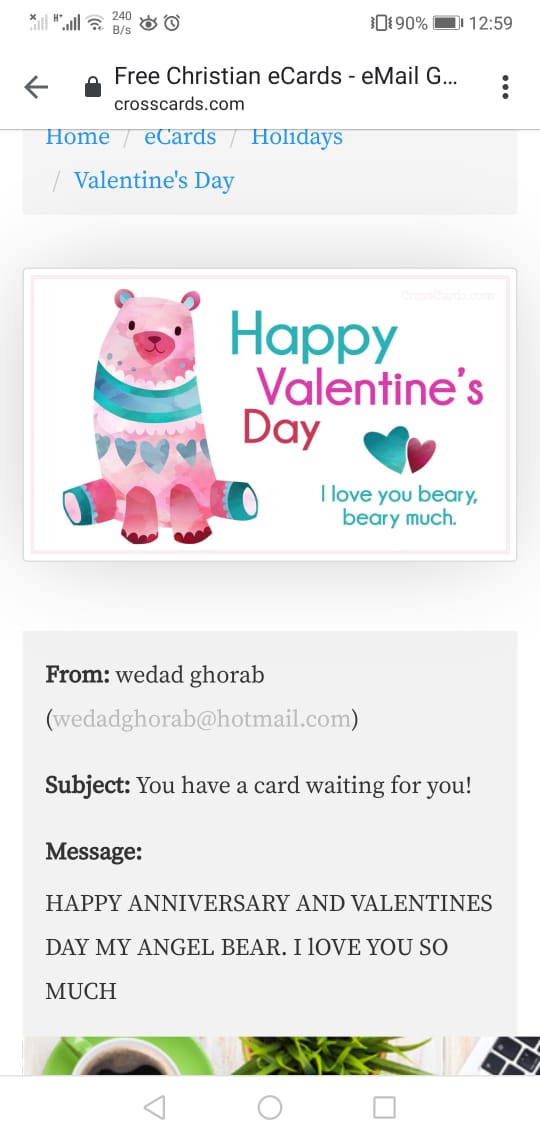 240
B/s
90%
12:59
Free Christian eCards - eMail G...
crosscards.com
Home / eCards / Holidays
/ Valentine's Day
CrossCards.com
Happy
Valentine's
Day
I love you beary,
beary much.
From: wedad ghorab
(wedadghorab@hotmail.com)
Subject: You have a card waiting for you!
Message:
HAPPY ANNIVERSARY AND VALENTINES
DAY MY ANGEL BEAR. I lOVE YOU SO
MUCH